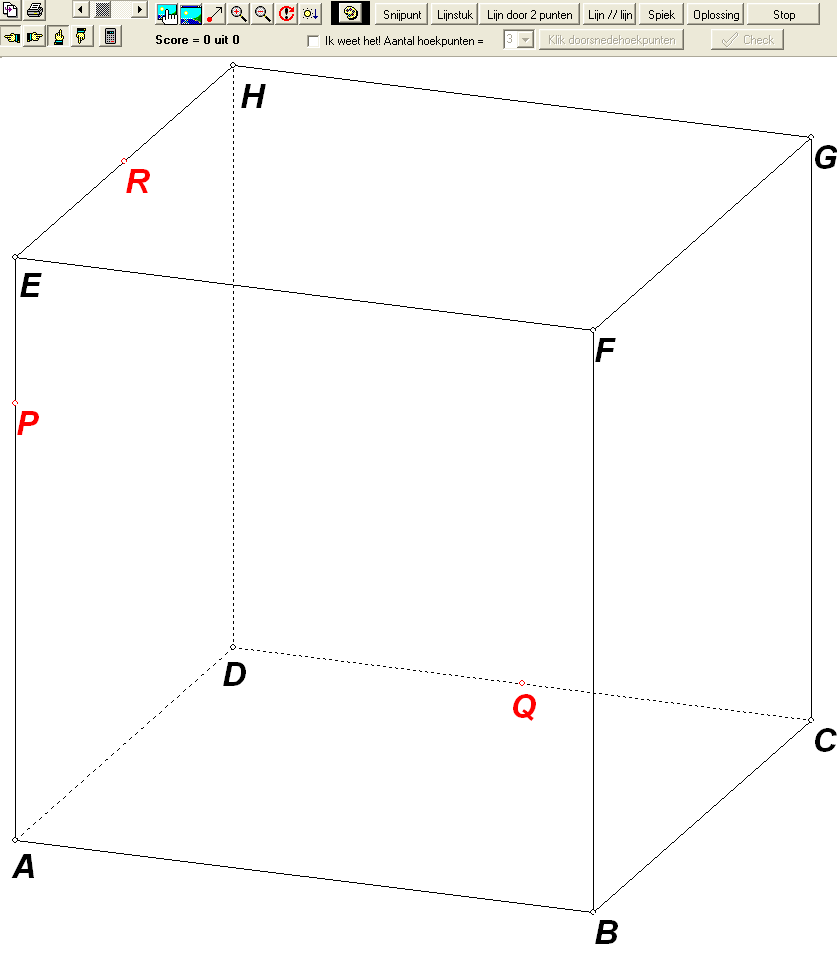 Snijpunt Lijnstuk Lijn door 2 punten Lijn // lijn Spiek Oplossing Stop
Score = 0 uit 0 Ik weet het! Aantal hoekpunten = 3 Klik doorsnedehoekpunten Check
H
G
R
E
F
P
D
Q
C
A
B